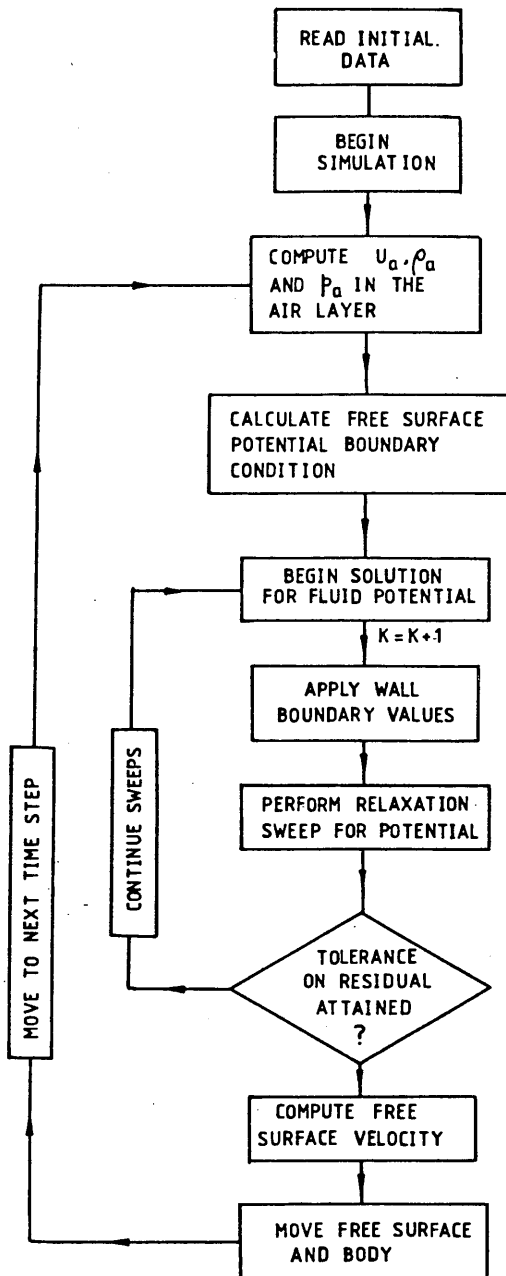 READ INITIAL.
DATA
BEGIN
SIMULATION
COMPUTE Ua, ρa
AND pa IN THE
AIR LAYER
CALCULATE FREE SURFACE
POTENTIAL BOUNDARY
CONDITION
BEGIN SOLUTION
FOR FLUID POTENTIAL
K=K+1
APPLY WALL
BOUNDARY VALUES
PERFORM RELAXATION
SWEEP FOR POTENTIAL
TOLERANCE
ON RESIDUAL
ATTAINED
?
CONTINUE SWEEPS
COMPUTE FREE
SURFACE VELOCITY
MOVE FREE SURFACE
AND BODY
MOVE TO NEXT TIME STEP